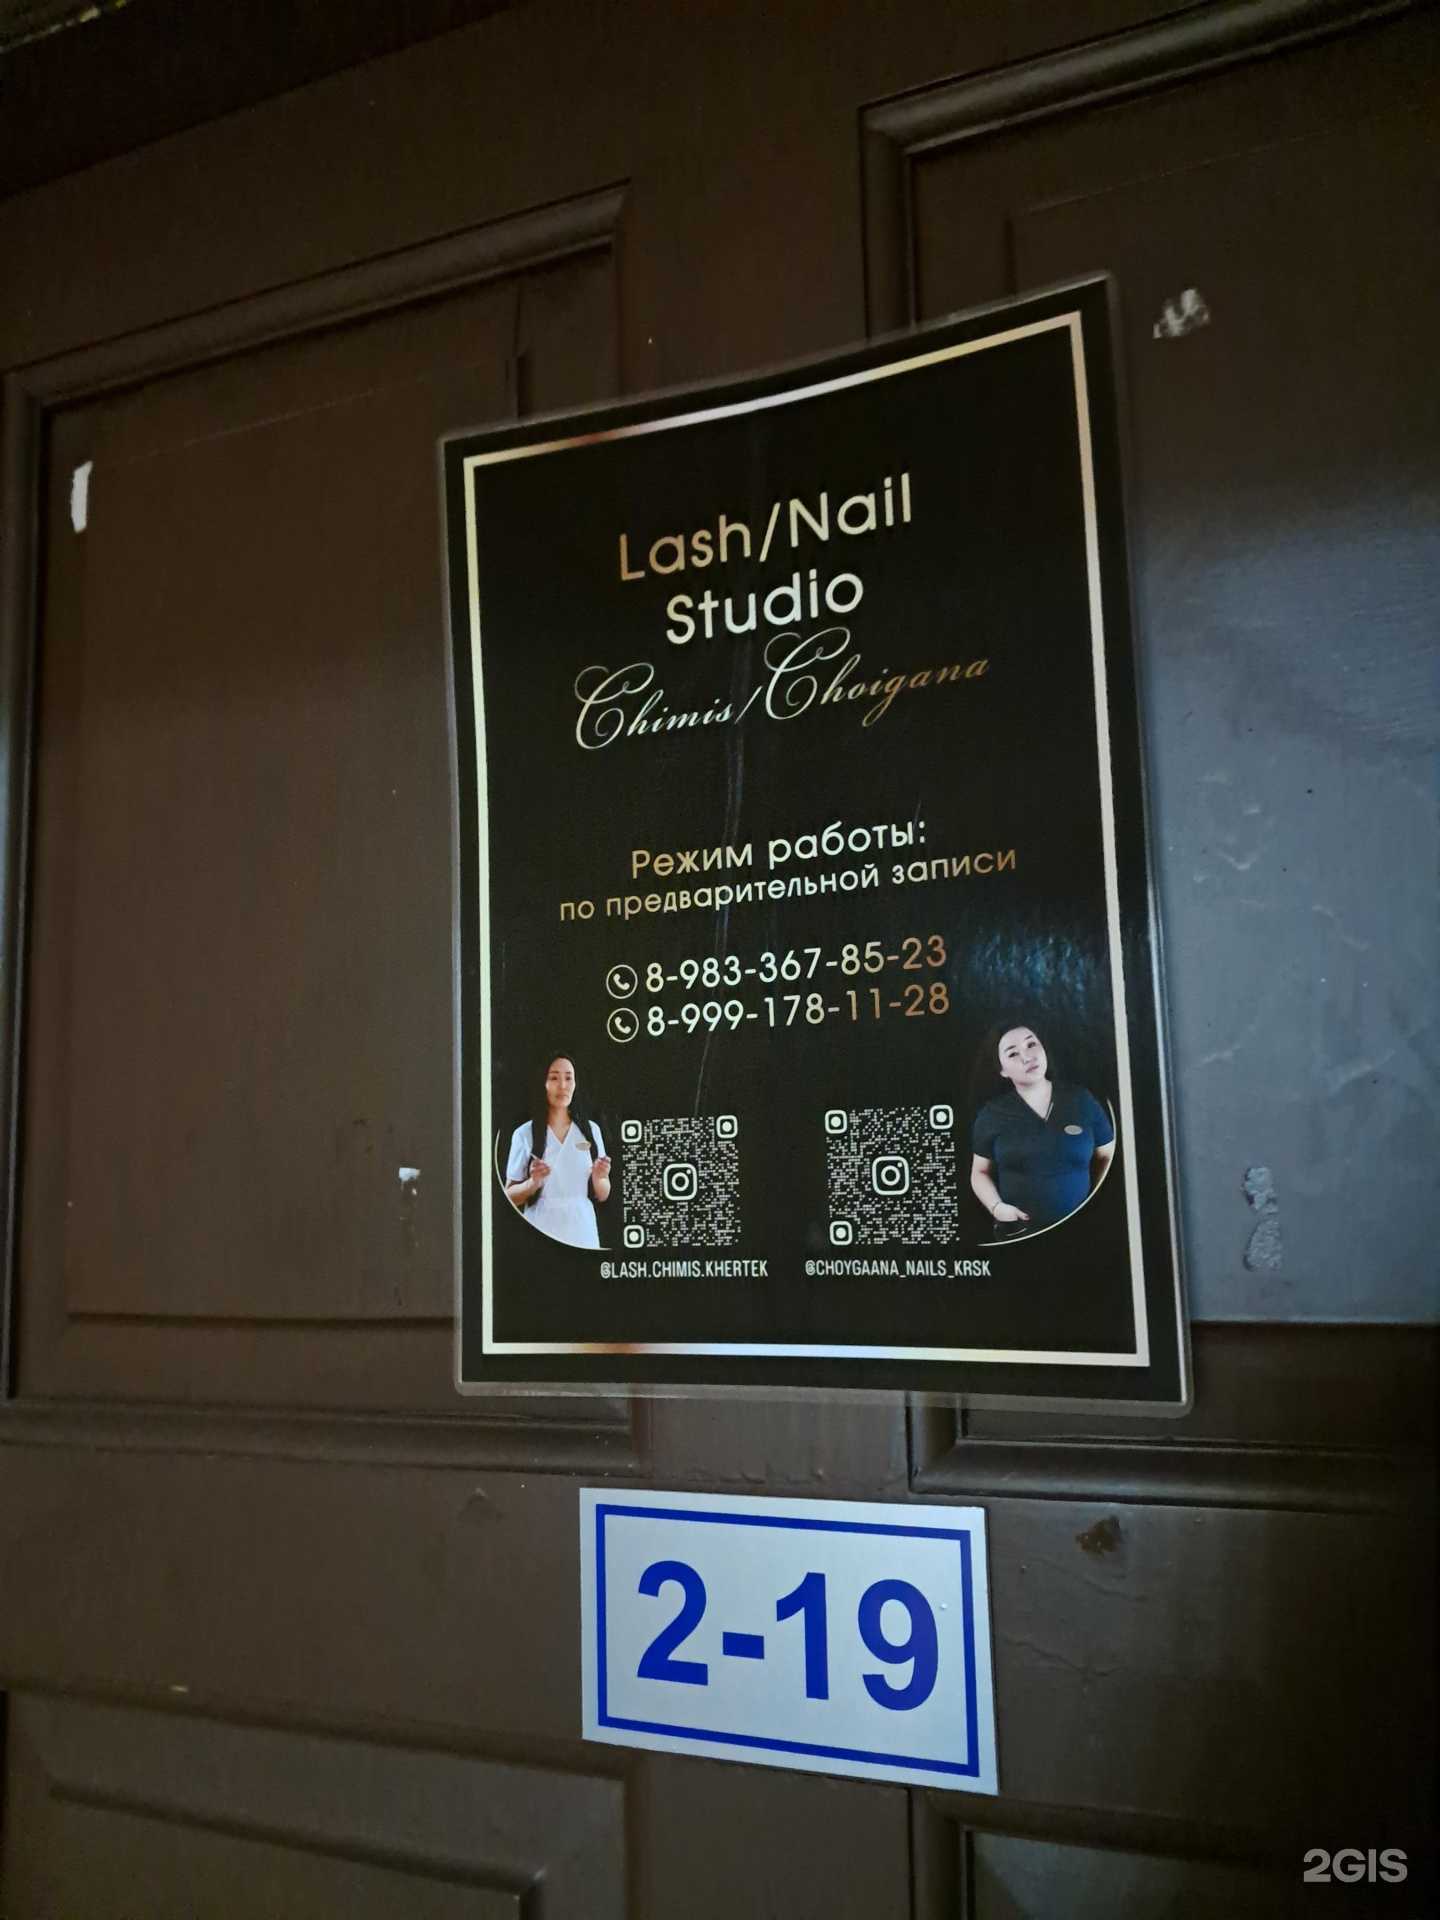 Lash/Nail
Studio
Chimis/Choigana
Режим работы:
по предварительной записи
8-983-367-85-23
8-999-178-11-28
@LASH.CHIMIS.KHERTEK
@CHOYGAANA_NAILS_KRSK
2-19
2GIS